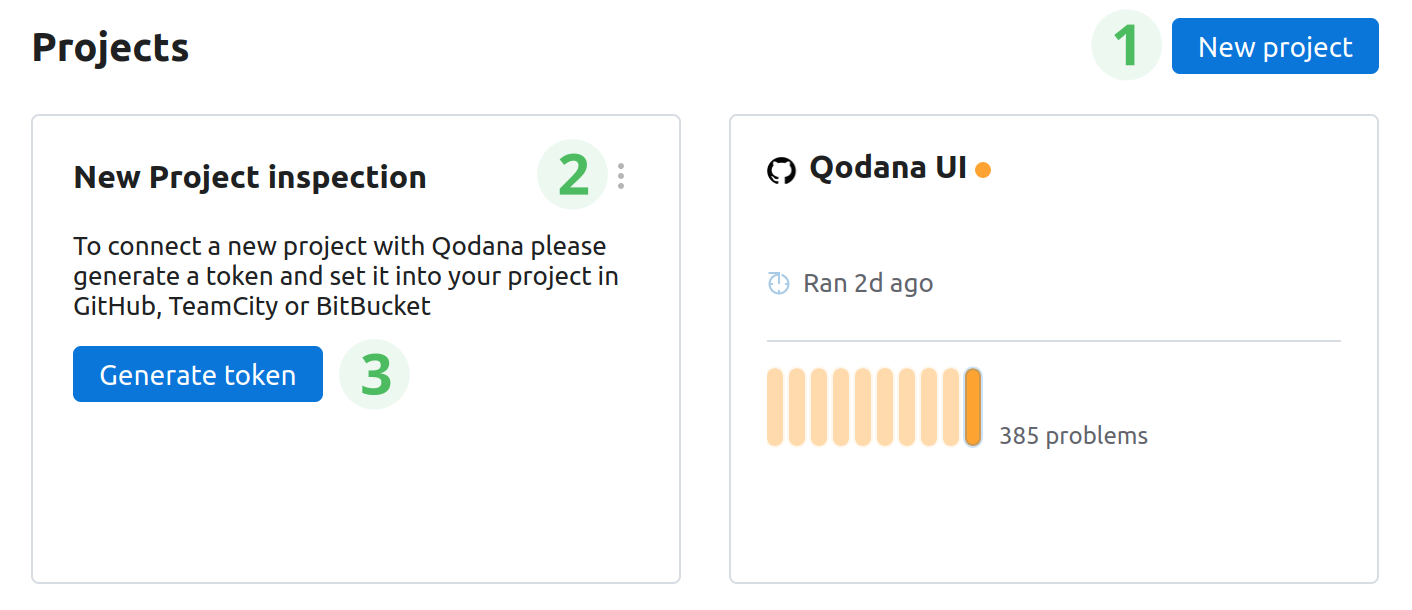 Projects
1
New project
New Project inspection
2
To connect a new project with Qodana please
generate a token and set it into your project in
GitHub, TeamCity or BitBucket
Generate token
3
Qodana UI
Ran 2d ago
385 problems